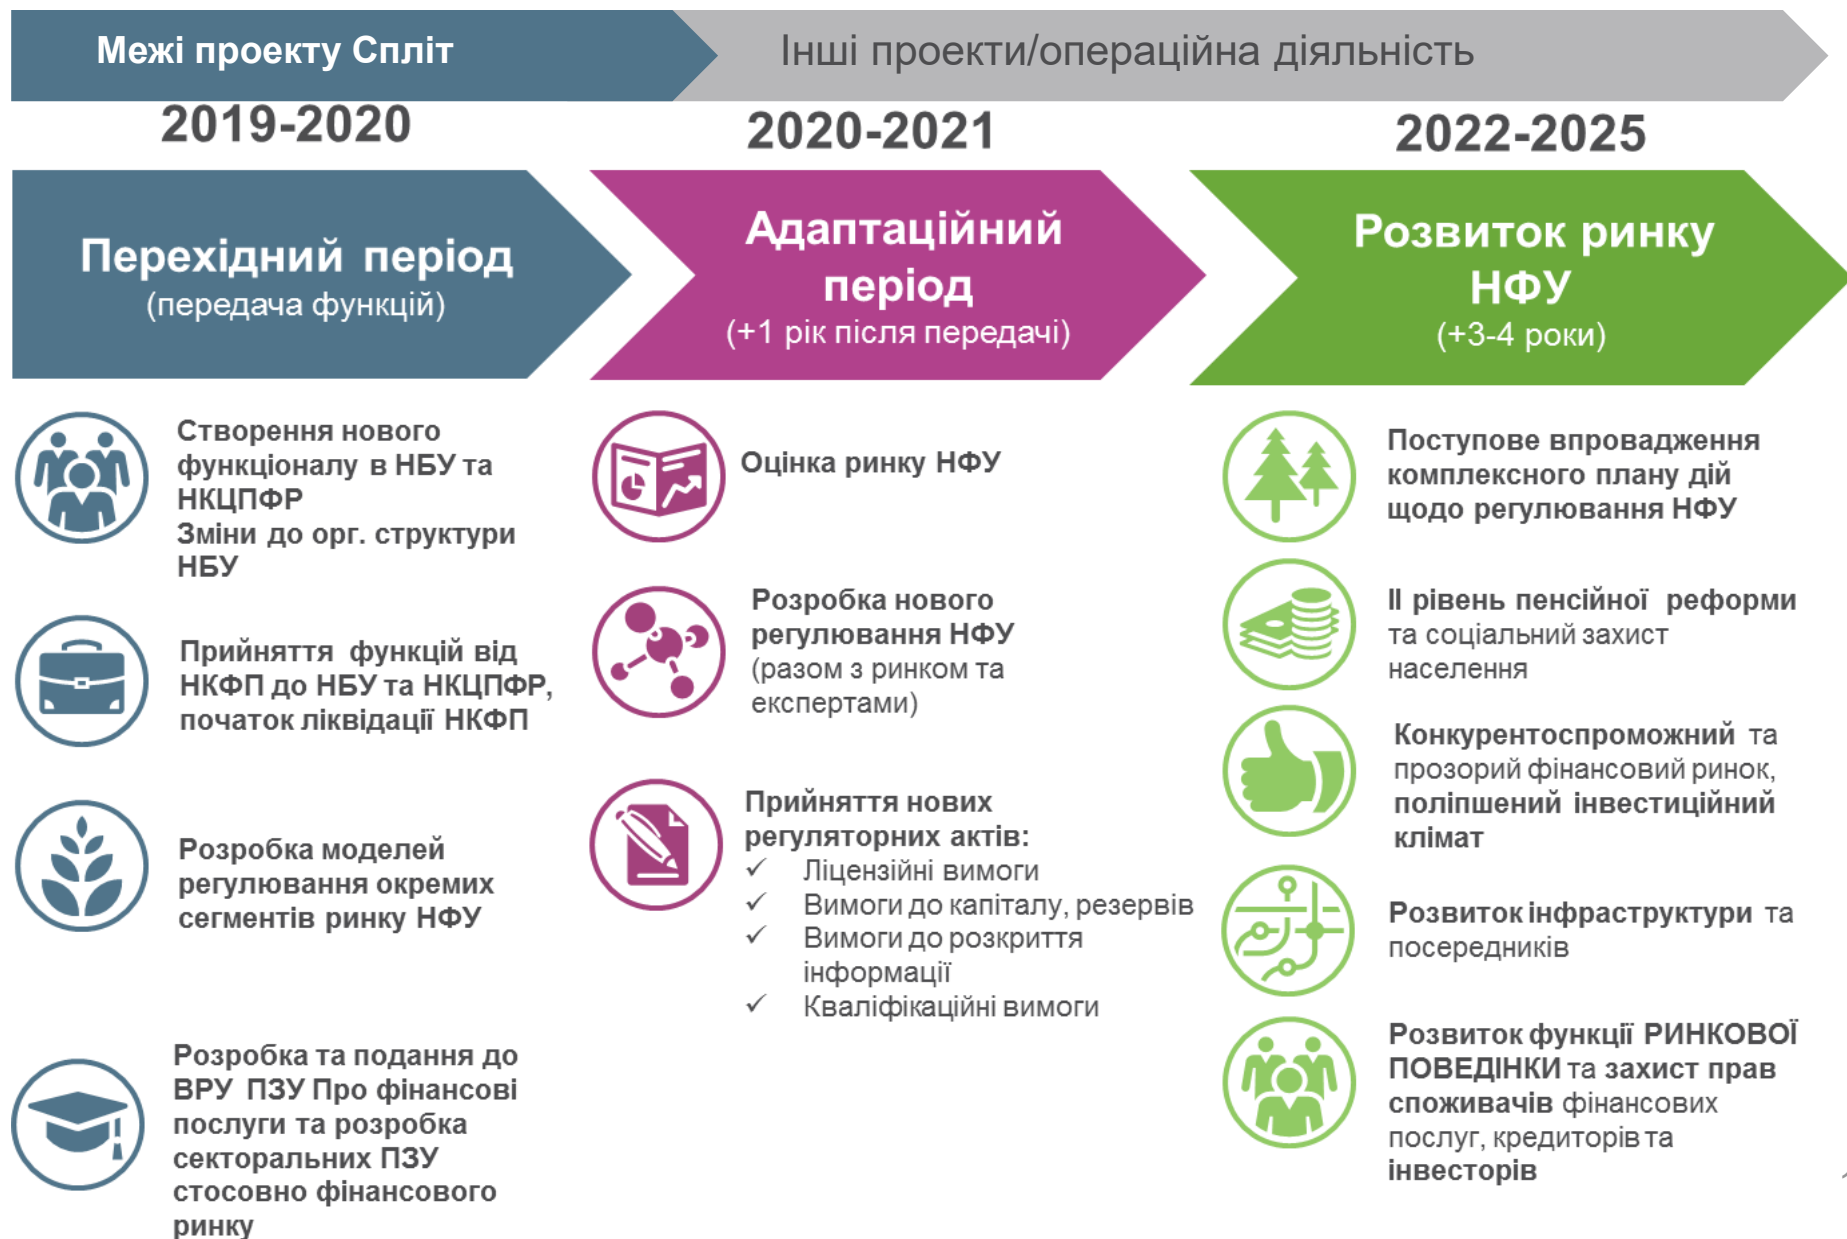 Межі проекту Спліт
Інші проекти/операційна діяльність
2019-2020
2020-2021
2022-2025
Перехідний період
(передача функцій)
Адаптаційний
період
(+1 рік після передачі)
Розвиток ринку
НФУ
(+3-4 роки)
Створення нового
функціоналу в НБУ та
НКЦПФР
Зміни до орг. структури
НБУ
Прийняття функцій від
НКФП до НБУ та НКЦПФР,
початок ліквідації НКФП
Розробка моделей
регулювання окремих
сегментів ринку НФУ
Розробка та подання до
ВРУ ПЗУ Про фінансові
послуги та розробка
секторальних ПЗУ
стосовно фінансового
ринку
Оцінка ринку НФУ
Розробка нового
регулювання НФУ
(разом з ринком та
експертами)
Прийняття нових
регуляторних актів:
✓ Ліцензійні вимоги
✓ Вимоги до капіталу, резервів
✓ Вимоги до розкриття
інформації
✓ Кваліфікаційні вимоги
Поступове впровадження
комплексного плану дій
щодо регулювання НФУ
ІІ рівень пенсійної реформи
та соціальний захист
населення
Конкурентоспроможний та
прозорий фінансовий ринок,
поліпшений інвестиційний
клімат
Розвиток інфраструктури та
посередників
Розвиток функції РИНКОВОЇ
ПОВЕДІНКИ та захист прав
споживачів фінансових
послуг, кредиторів та
інвесторів